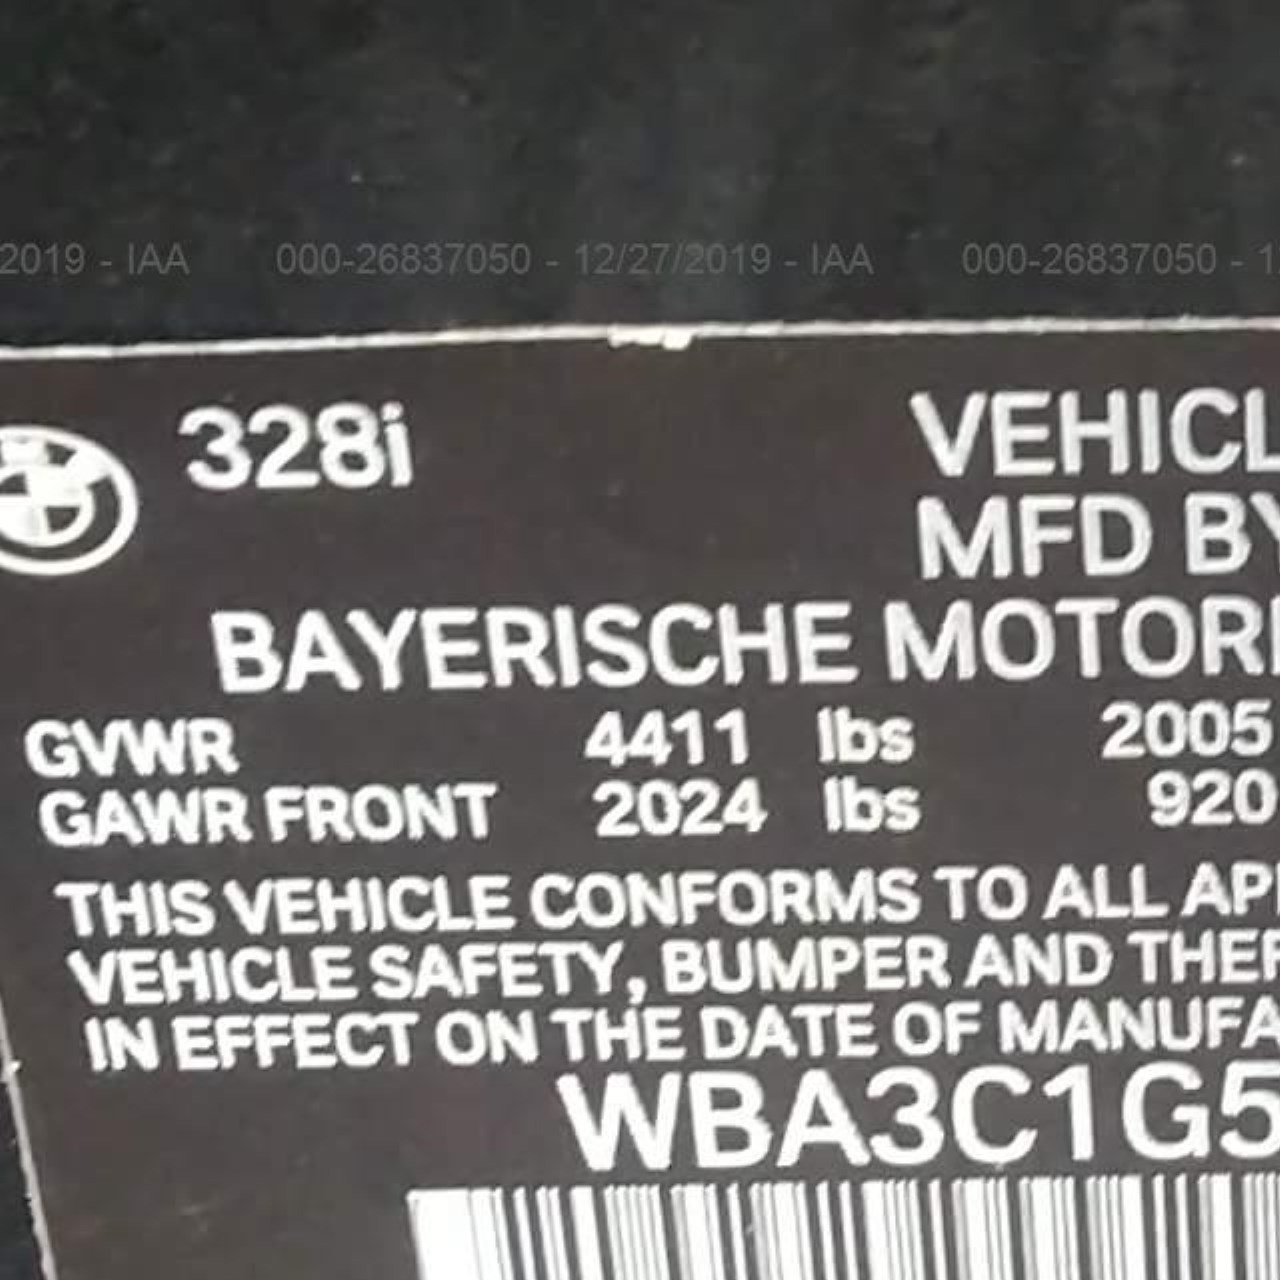 2019 - IAA 000-26837050 - 12/27/2019 - IAA 000-26837050 - 1
328i VEHICL
MFD BY
BAYERISCHE MOTOR
GVWR 4411 lbs 2005
GAWR FRONT 2024 lbs 920
THIS VEHICLE CONFORMS TO ALL AP
VEHICLE SAFETY, BUMPER AND THEF
IN EFFECT ON THE DATE OF MANUFA
WBA3C1G5